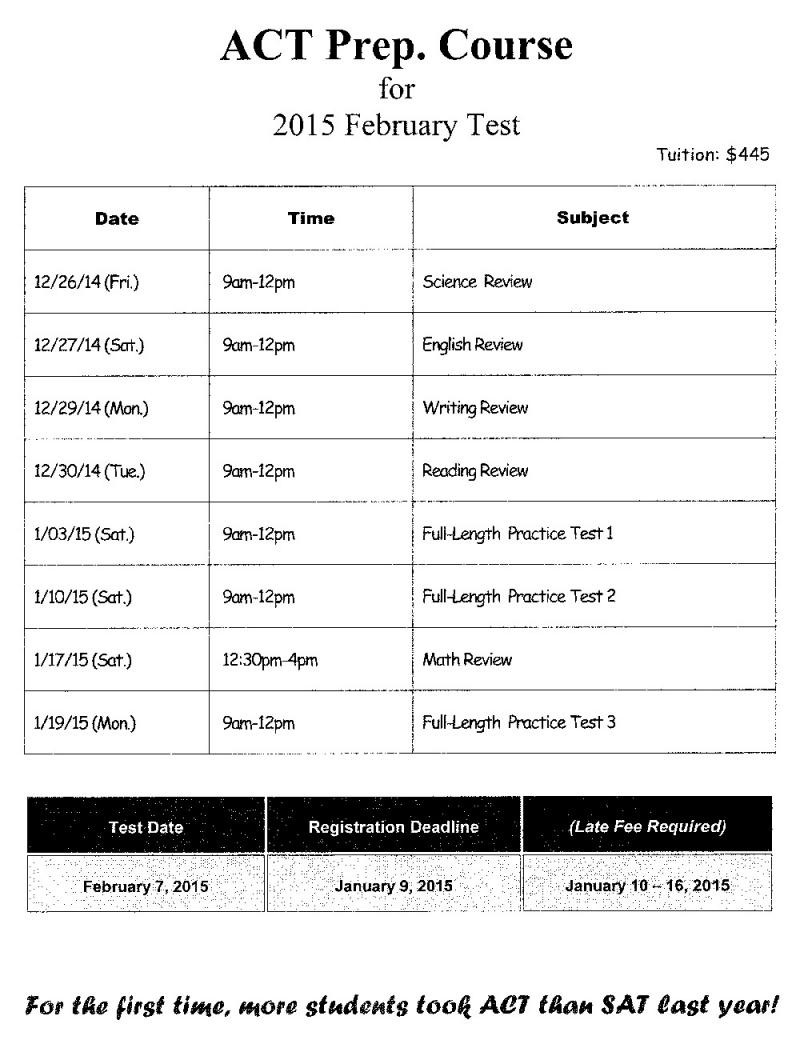 ACT Prep. Course
for
2015 February Test
Tuition: $445
Date Time Subject
12/26/14 (Fri.) 9am-12pm Science Review
12/27/14 (Sat.) 9am-12pm English Review
12/29/14 (Mon.) 9am-12pm Writing Review
12/30/14 (Tue.) 9am-12pm Reading Review
1/03/15 (Sat.) 9am-12pm Full-Length Practice Test 1
1/10/15 (Sat.) 9am-12pm Full-Length Practice Test 2
1/17/15 (Sat.) 12:30pm-4pm Math Review
1/19/15 (Mon.) 9am-12pm Full-Length Practice Test 3
Test Date Registration Deadline (Late Fee Required)
February 7, 2015 January 9, 2015 January 10 – 16, 2015
For the first time, more students took ACT than SAT last year!